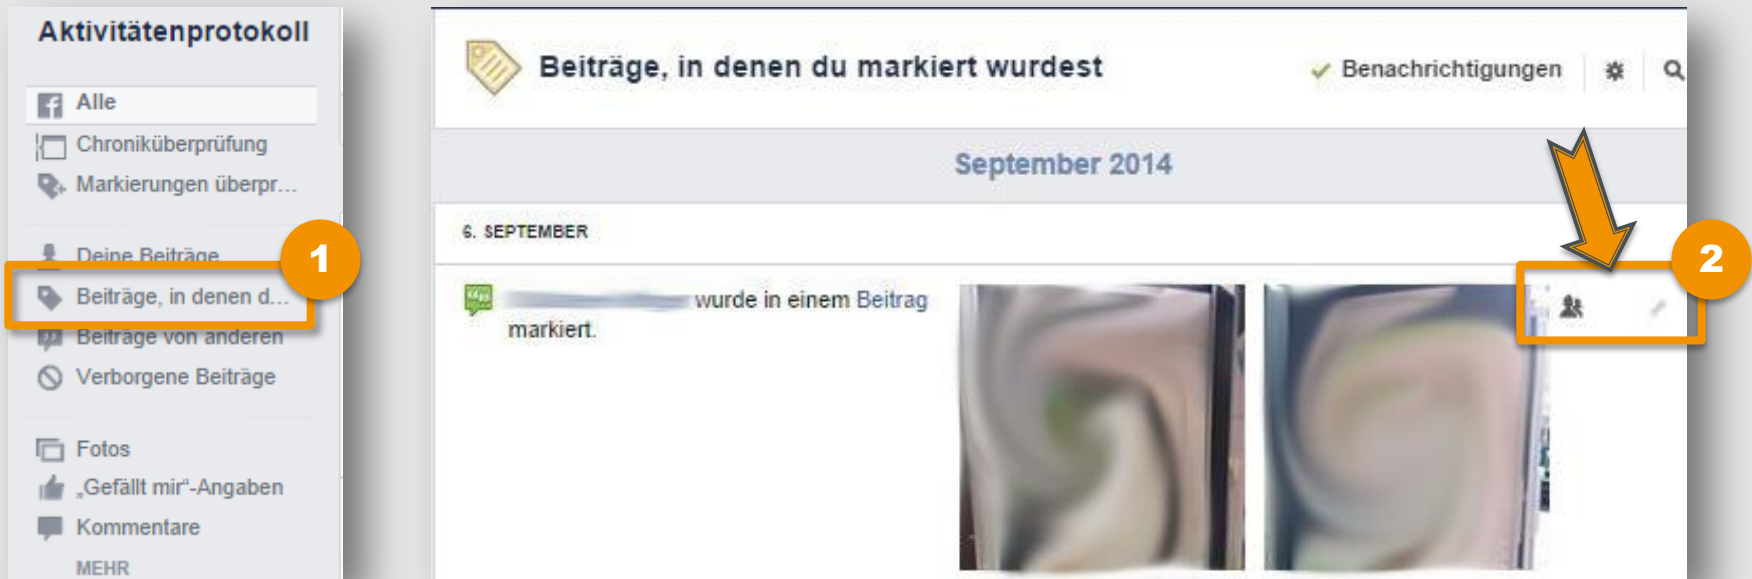 Aktivitätenprotokoll
Alle
Chroniküberprüfung
Markierungen überpr...
Deine Beiträge
Beiträge, in denen d...
Beiträge von anderen
Verborgene Beiträge
Fotos
„Gefällt mir“-Angaben
Kommentare
MEHR
1
Beiträge, in denen du markiert wurdest
Benachrichtigungen
September 2014
6. SEPTEMBER
wurde in einem Beitrag
markiert.
2